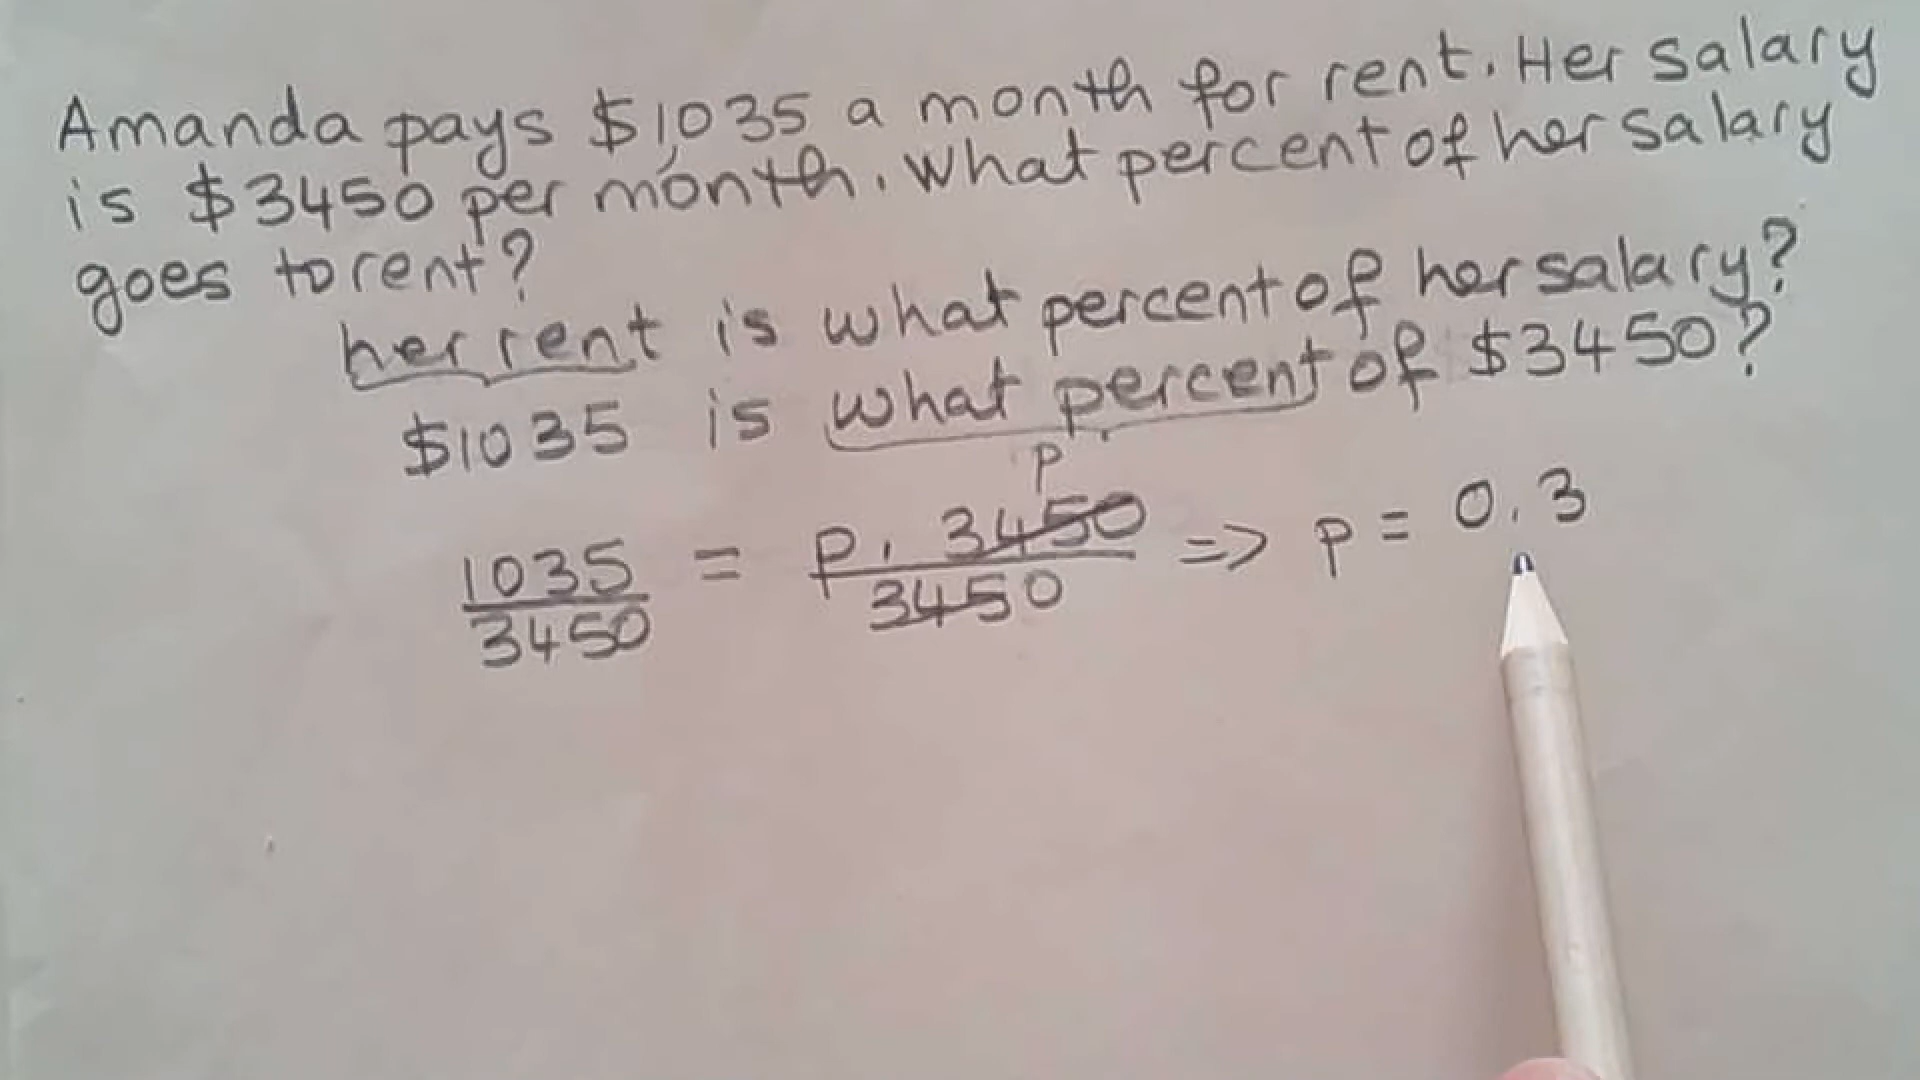 Amanda pays $1,035 a month for rent. Her salary
is $3450 per month. What percent of her salary
goes to rent?
her rent is what percent of her salary?
$1035 is what percent of $3450?
p
1035 = p. 3450 => p = 0.3
3450 3450